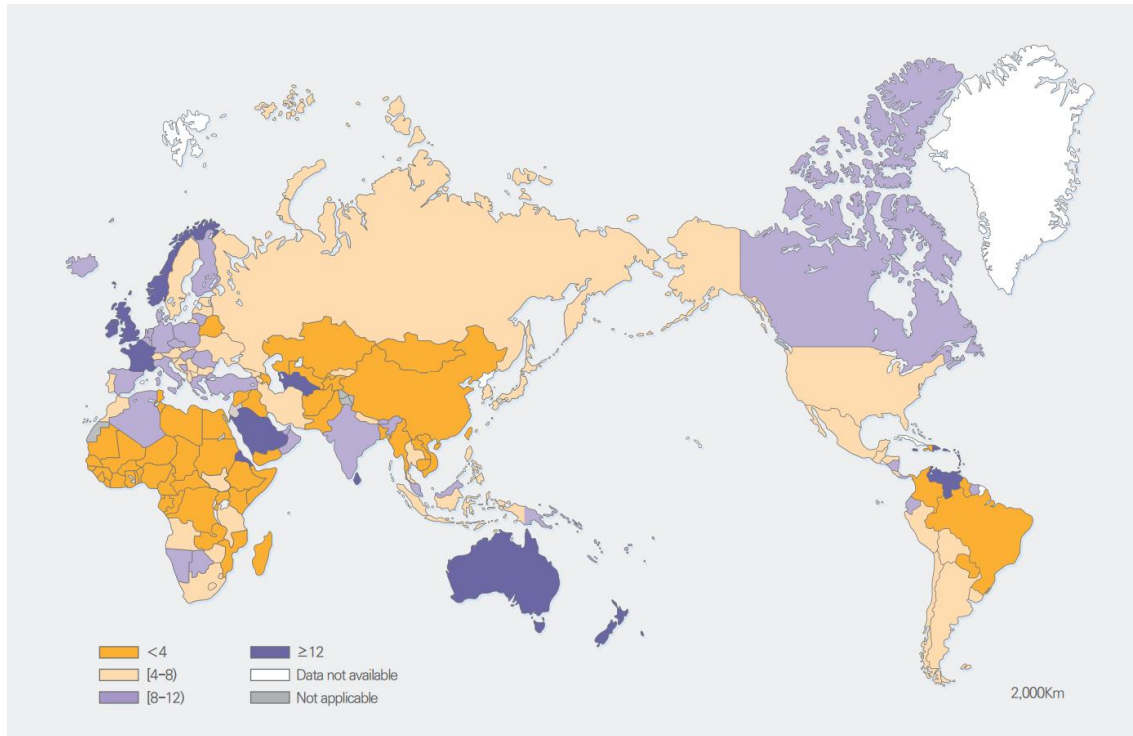 <4
[4-8)
[8-12)
≥12
Data not available
Not applicable
2,000Km